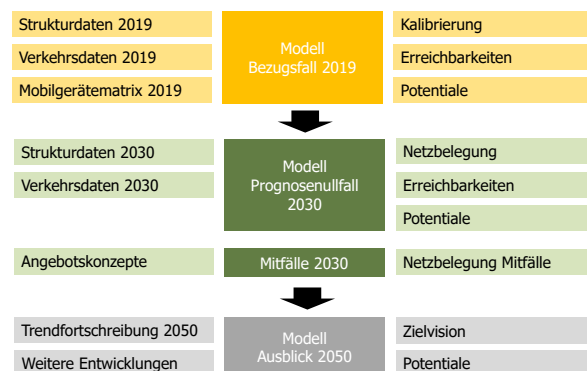 Strukturdaten 2019
Verkehrsdaten 2019
Mobilgerätematrix 2019
Modell
Bezugsfall 2019
Kalibrierung
Erreichbarkeiten
Potentiale
Strukturdaten 2030
Verkehrsdaten 2030
Modell
Prognosenullfall
2030
Netzbelegung
Erreichbarkeiten
Potentiale
Angebotskonzepte
Mitfälle 2030
Netzbelegung Mitfälle
Trendfortschreibung 2050
Weitere Entwicklungen
Modell
Ausblick 2050
Zielvision
Potentiale